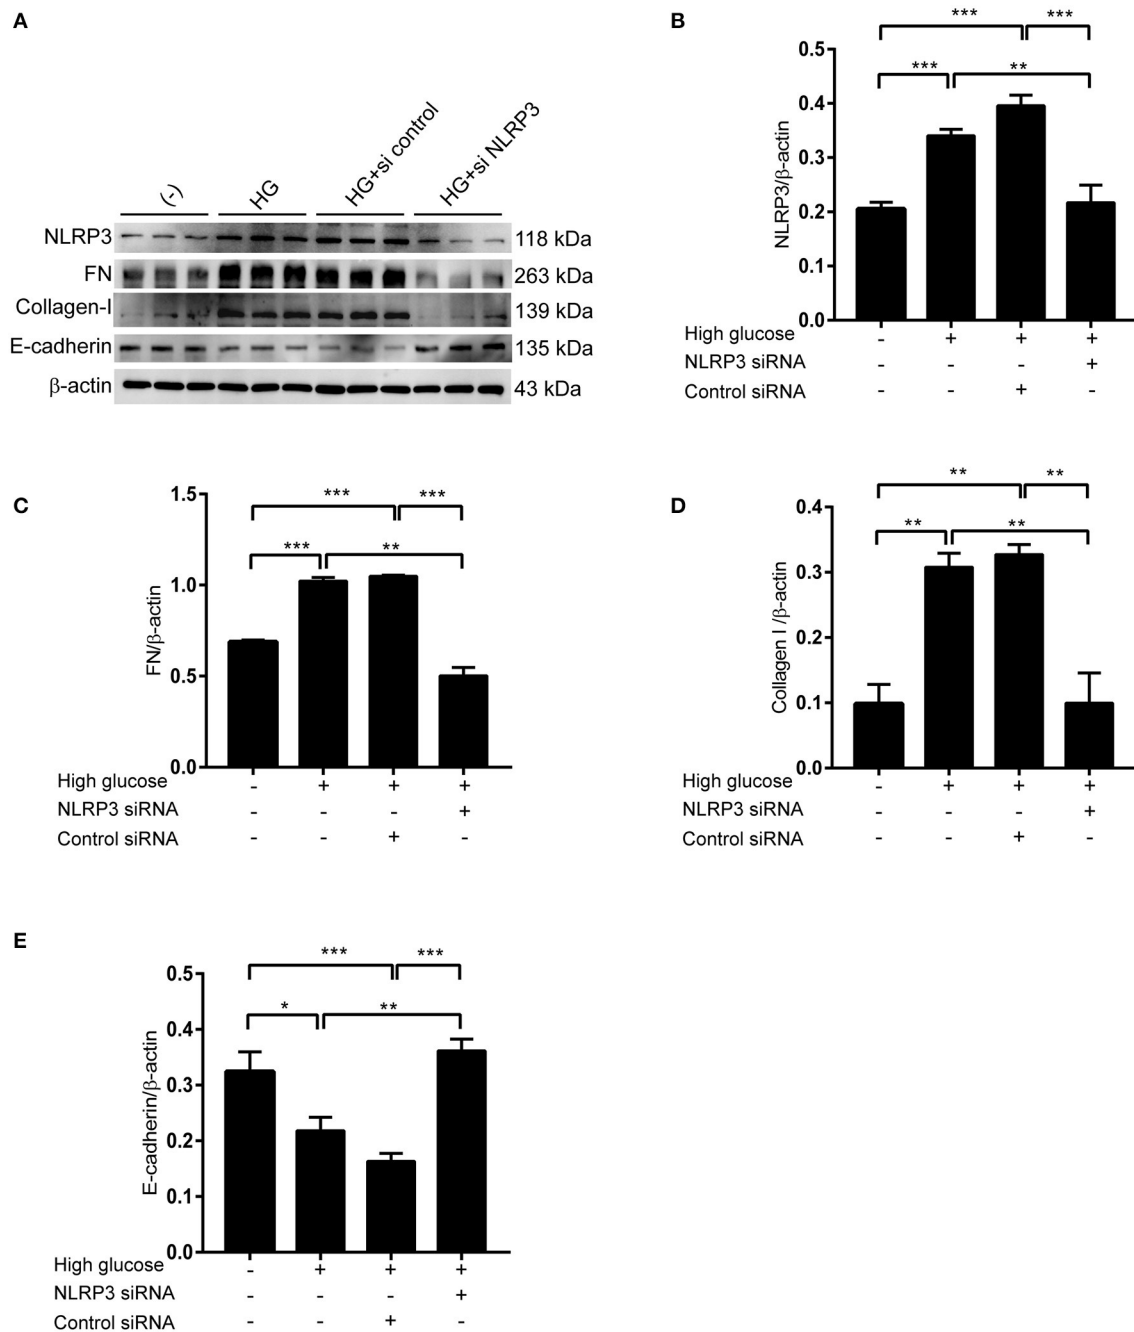 A
(-) HG HG+si control HG+si NLRP3
NLRP3 118 kDa
FN 263 kDa
Collagen-I 139 kDa
E-cadherin 135 kDa
β-actin 43 kDa
B
*** ***
*** **
NLRP3/β-actin
0.5
0.4
0.3
0.2
0.1
0.0
High glucose - + + +
NLRP3 siRNA - - - +
Control siRNA - - + -
C
*** ***
*** **
FN/β-actin
1.5
1.0
0.5
0.0
High glucose - + + +
NLRP3 siRNA - - - +
Control siRNA - - + -
D
** **
** **
Collagen I /β-actin
0.4
0.3
0.2
0.1
0.0
High glucose - + + +
NLRP3 siRNA - - - +
Control siRNA - - + -
E
*** ***
* **
E-cadherin/β-actin
0.5
0.4
0.3
0.2
0.1
0.0
High glucose - + + +
NLRP3 siRNA - - - +
Control siRNA - - + -